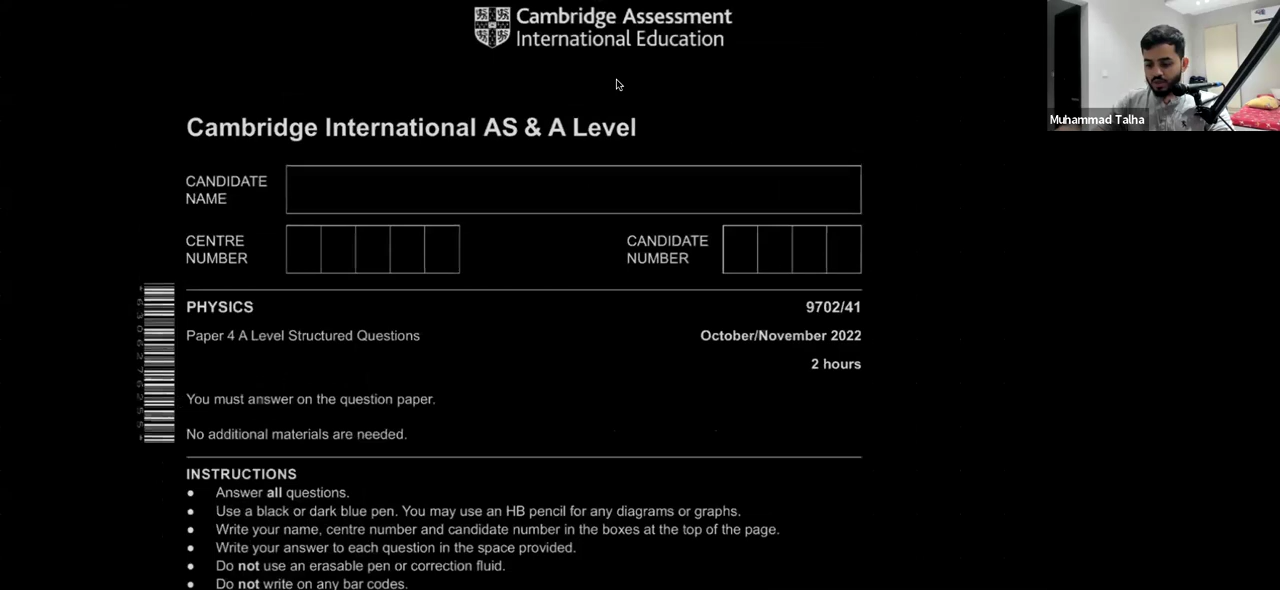 Cambridge Assessment
International Education
Muhammad Talha
Cambridge International AS & A Level
CANDIDATE
NAME
CENTRE
NUMBER
CANDIDATE
NUMBER
PHYSICS
9702/41
Paper 4 A Level Structured Questions
October/November 2022
2 hours
You must answer on the question paper.
No additional materials are needed.
INSTRUCTIONS
● Answer all questions.
● Use a black or dark blue pen. You may use an HB pencil for any diagrams or graphs.
● Write your name, centre number and candidate number in the boxes at the top of the page.
● Write your answer to each question in the space provided.
● Do not use an erasable pen or correction fluid.
● Do not write on any bar codes.